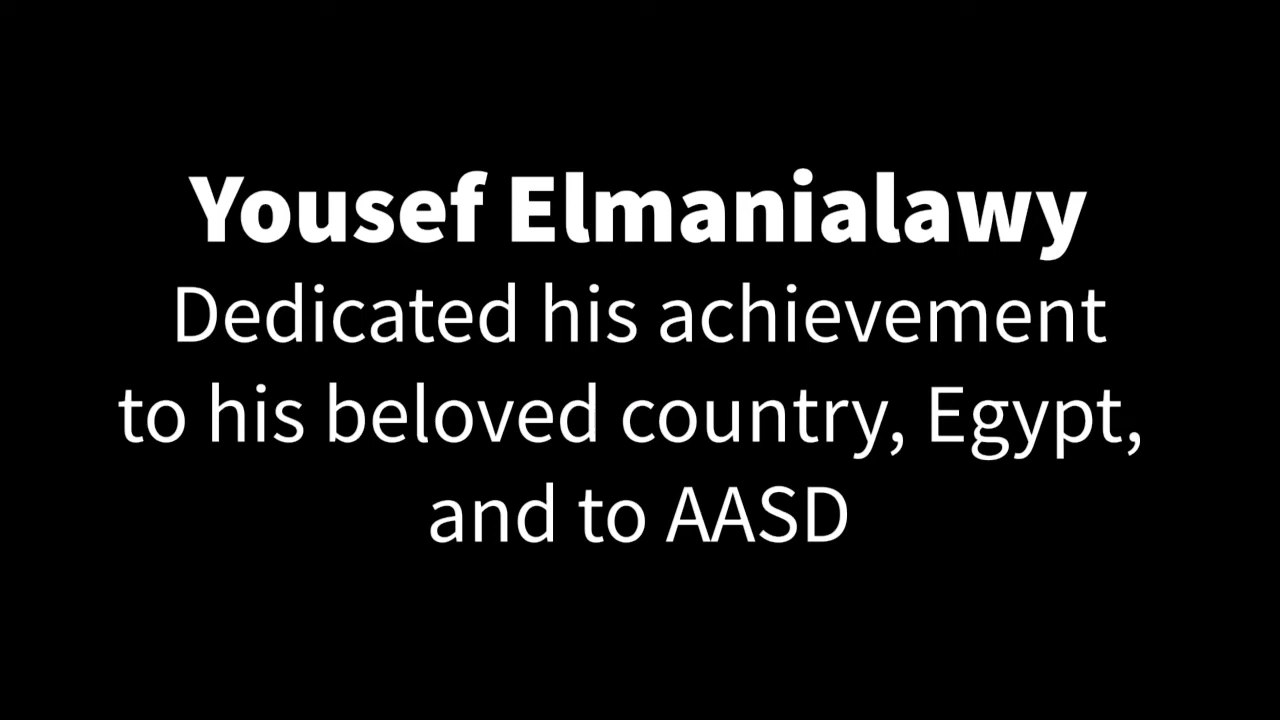 Yousef Elmanialawy
Dedicated his achievement
to his beloved country, Egypt,
and to AASD